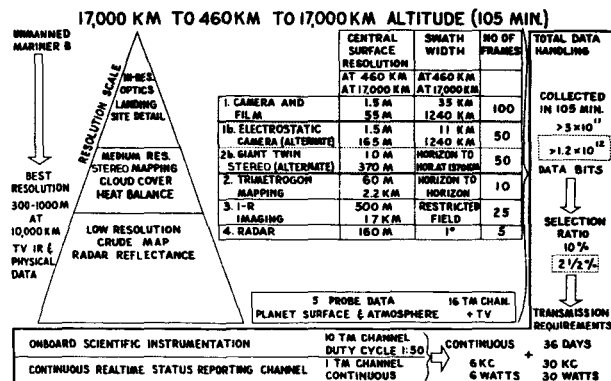 17,000 KM TO 460 KM TO 17,000 KM ALTITUDE (105 MIN.)
UNMANNED
MARINER B
BEST
RESOLUTION
300-1000 M
AT
10,000 KM
TV IR &
PHYSICAL
DATA
RESOLUTION SCALE
HI-RES.
OPTICS
LANDING
SITE DETAIL
MEDIUM RES.
STEREO MAPPING
CLOUD COVER
HEAT BALANCE
LOW RESOLUTION
CRUDE MAP
RADAR REFLECTANCE
CENTRAL SURFACE RESOLUTION
SWATH WIDTH
NO OF FRAMES
AT 460 KM AT 460 KM
AT 17,000 KM AT 17,000 KM
1. CAMERA AND FILM 1.5 M 35 KM 100
55 M 1240 KM
1b. ELECTROSTATIC CAMERA (ALTERNATE) 1.5 M 11 KM 50
165 M 1240 KM
2b. GIANT TWIN STEREO (ALTERNATE) 10 M HORIZON TO 50
370 M
2. TRIMETROGON MAPPING 60 M HORIZON TO 10
2.2 KM HORIZON
3. I-R IMAGING 500 M RESTRICTED 25
17 KM FIELD
4. RADAR 160 M 1° 5
5 PROBE DATA 16 TM CHAN.
PLANET SURFACE & ATMOSPHERE + TV
TOTAL DATA
HANDLING
COLLECTED
IN 105 MIN.
>3 × 10¹¹
>1.2 × 10¹²
DATA BITS
SELECTION
RATIO
10 %
2 1/2 %
TRANSMISSION
REQUIREMENTS
ONBOARD SCIENTIFIC INSTRUMENTATION 10 TM CHANNEL
DUTY CYCLE 1:50
CONTINUOUS REALTIME STATUS REPORTING CHANNEL 1 TM CHANNEL
CONTINUOUS
CONTINUOUS + 36 DAYS
6 KC 30 KC
6 WATTS 30 WATTS